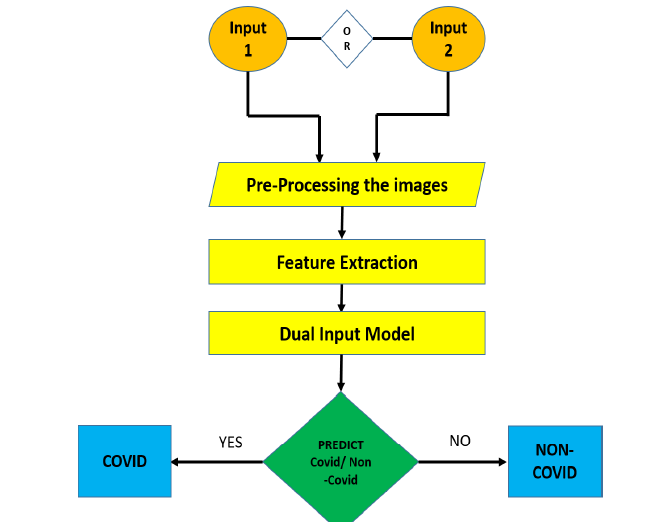 Input
1
O
R
Input
2
Pre-Processing the images
Feature Extraction
Dual Input Model
PREDICT
Covid/ Non
-Covid
YES
NO
COVID
NON-
COVID